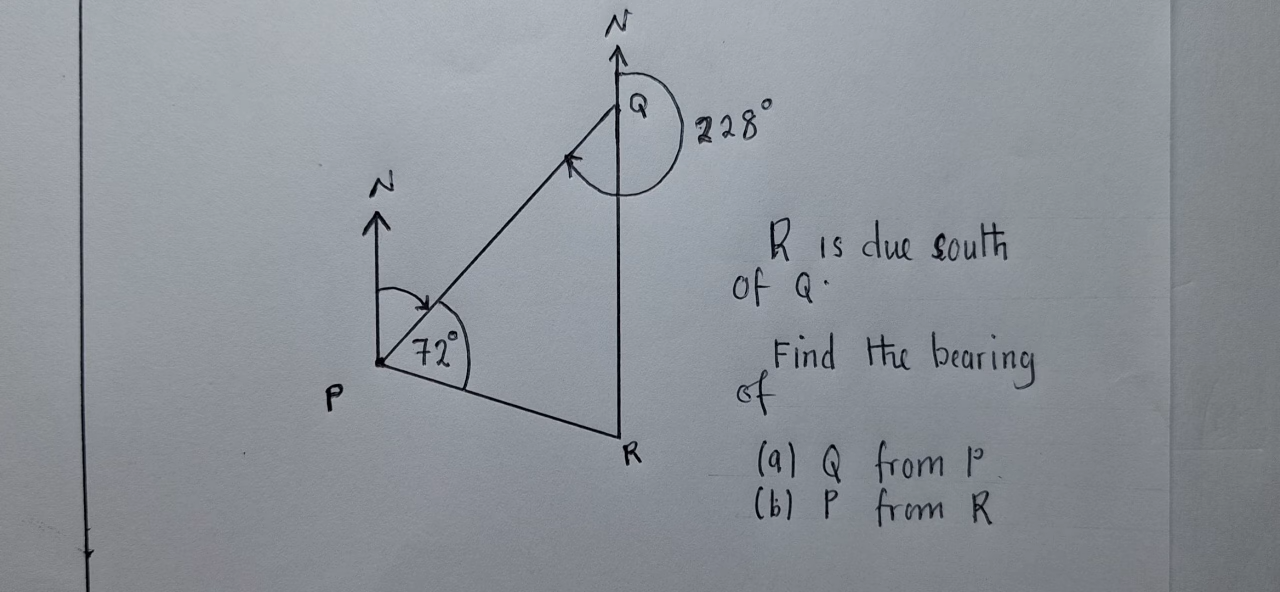 N
Q
228°
N
72°
P
R
R is due south
of Q.
Find the bearing
of
(a) Q from P
(b) P from R